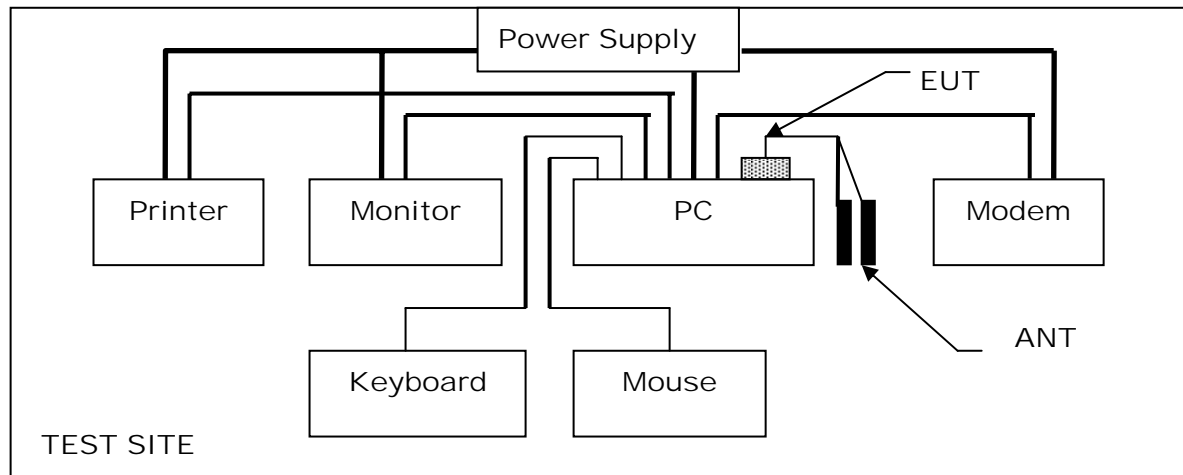 Power Supply
EUT
Printer
Monitor
PC
Modem
ANT
Keyboard
Mouse
TEST SITE